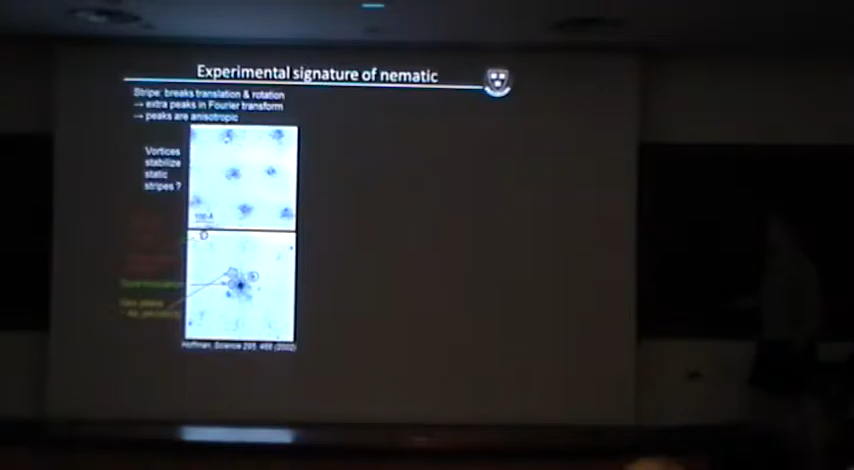 Experimental signature of nematic
Stripe: breaks translation & rotation
→ extra peaks in Fourier transform
→ peaks are anisotropic
Vortices
stabilize
static
stripes ?
100 Å
Hoffman, Science 295, 466 (2002)